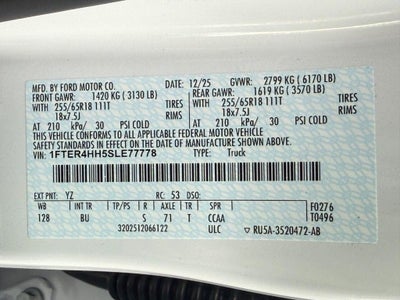 MFD. BY FORD MOTOR CO. 12/25 GVWR: 2799 KG ( 6170 LB)
FRONT GAWR: 1420 KG ( 3130 LB) REAR GAWR: 1619 KG ( 3570 LB)
255/65R18 111T TIRES 255/65R18 111T TIRES
18x7.5J RIMS 18x7.5J RIMS
AT 210 kPa/ 30 PSI COLD AT 210 kPa/ 30 PSI COLD
THIS VEHICLE CONFORMS TO ALL APPLICABLE FEDERAL MOTOR VEHICLE
SAFETY STANDARDS IN EFFECT ON THE DATE OF MANUFACTURE SHOWN ABOVE.
VIN: 1FTER4HH5SLE77778 TYPE: Truck
EXT PNT: YZ RC: 53 DSO:
WB INT TR TP/PS R AXLE TR SPR F0276
128 BU S 71 T CCAA T0496
3202512066122 ULC RU5A-3520472-AB